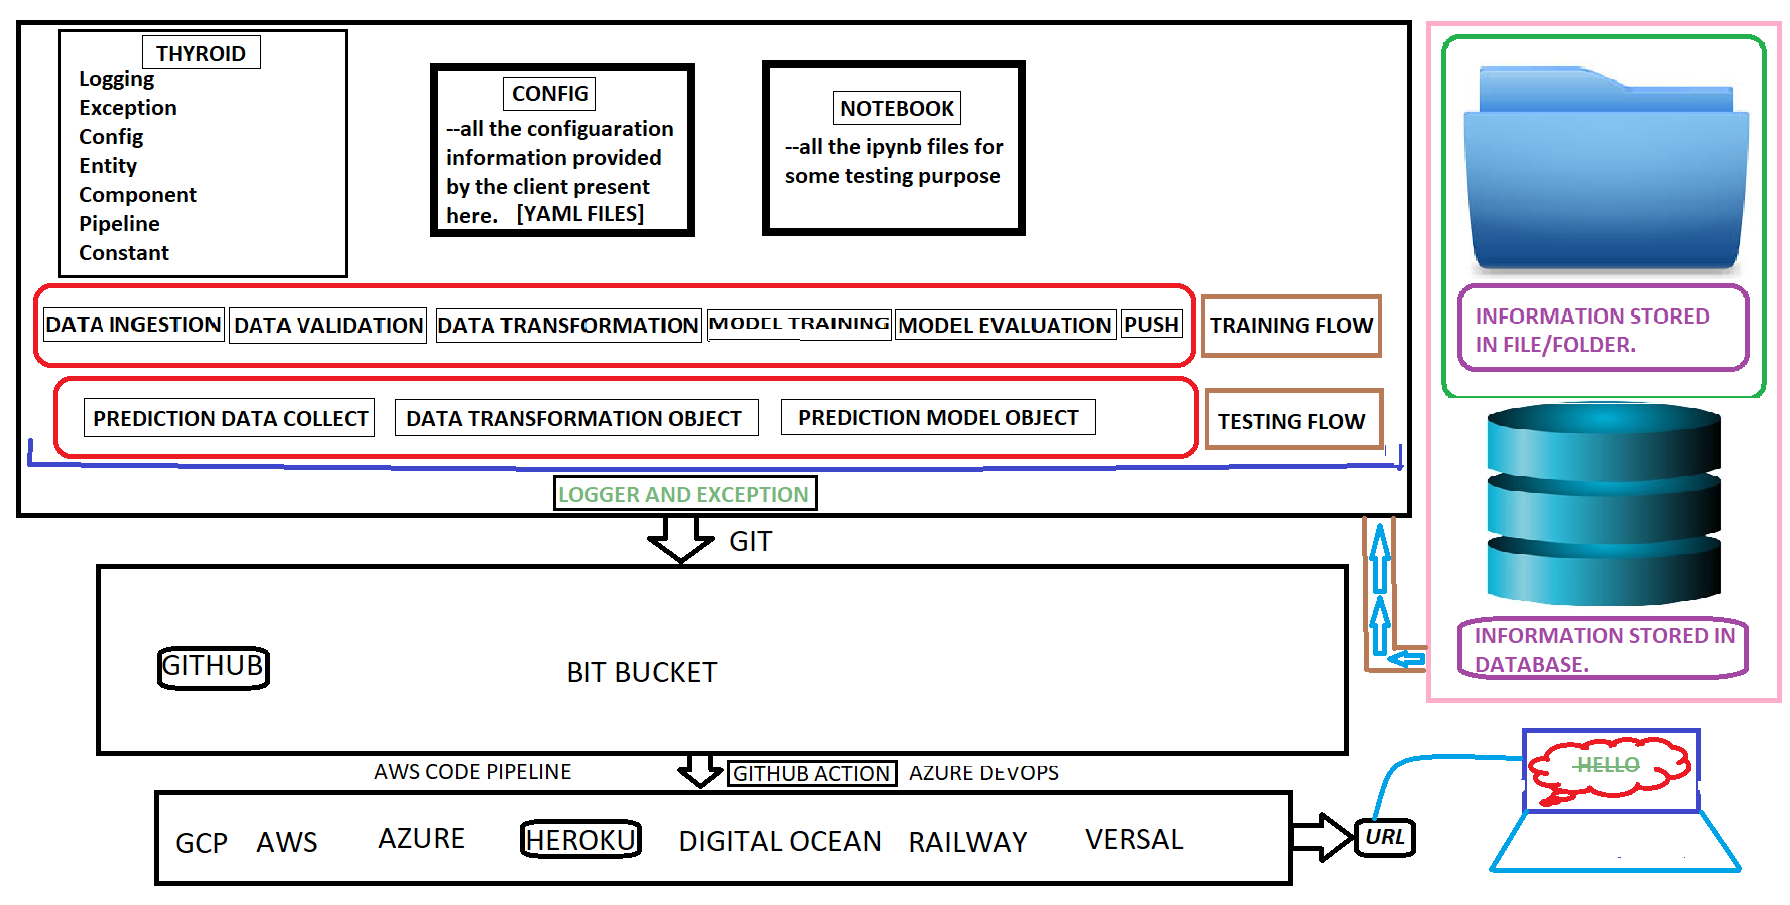 THYROID
Logging
Exception
Config
Entity
Component
Pipeline
Constant
CONFIG
--all the configuaration
information provided
by the client present
here. [YAML FILES]
NOTEBOOK
--all the ipynb files for
some testing purpose
DATA INGESTION DATA VALIDATION DATA TRANSFORMATION MODEL TRAINING MODEL EVALUATION PUSH TRAINING FLOW
PREDICTION DATA COLLECT DATA TRANSFORMATION OBJECT PREDICTION MODEL OBJECT TESTING FLOW
LOGGER AND EXCEPTION
INFORMATION STORED
IN FILE/FOLDER.
INFORMATION STORED IN
DATABASE.
GIT
GITHUB BIT BUCKET
AWS CODE PIPELINE GITHUB ACTION AZURE DEVOPS
GCP AWS AZURE HEROKU DIGITAL OCEAN RAILWAY VERSAL
URL
HELLO